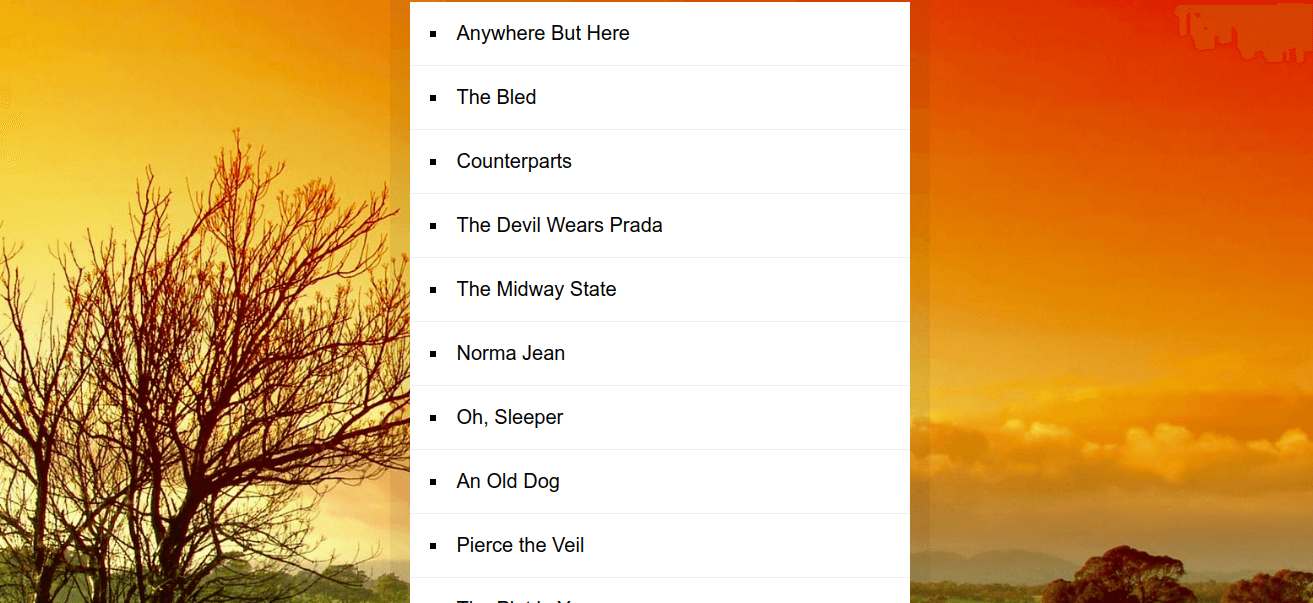 Anywhere But Here
The Bled
Counterparts
The Devil Wears Prada
The Midway State
Norma Jean
Oh, Sleeper
An Old Dog
Pierce the Veil